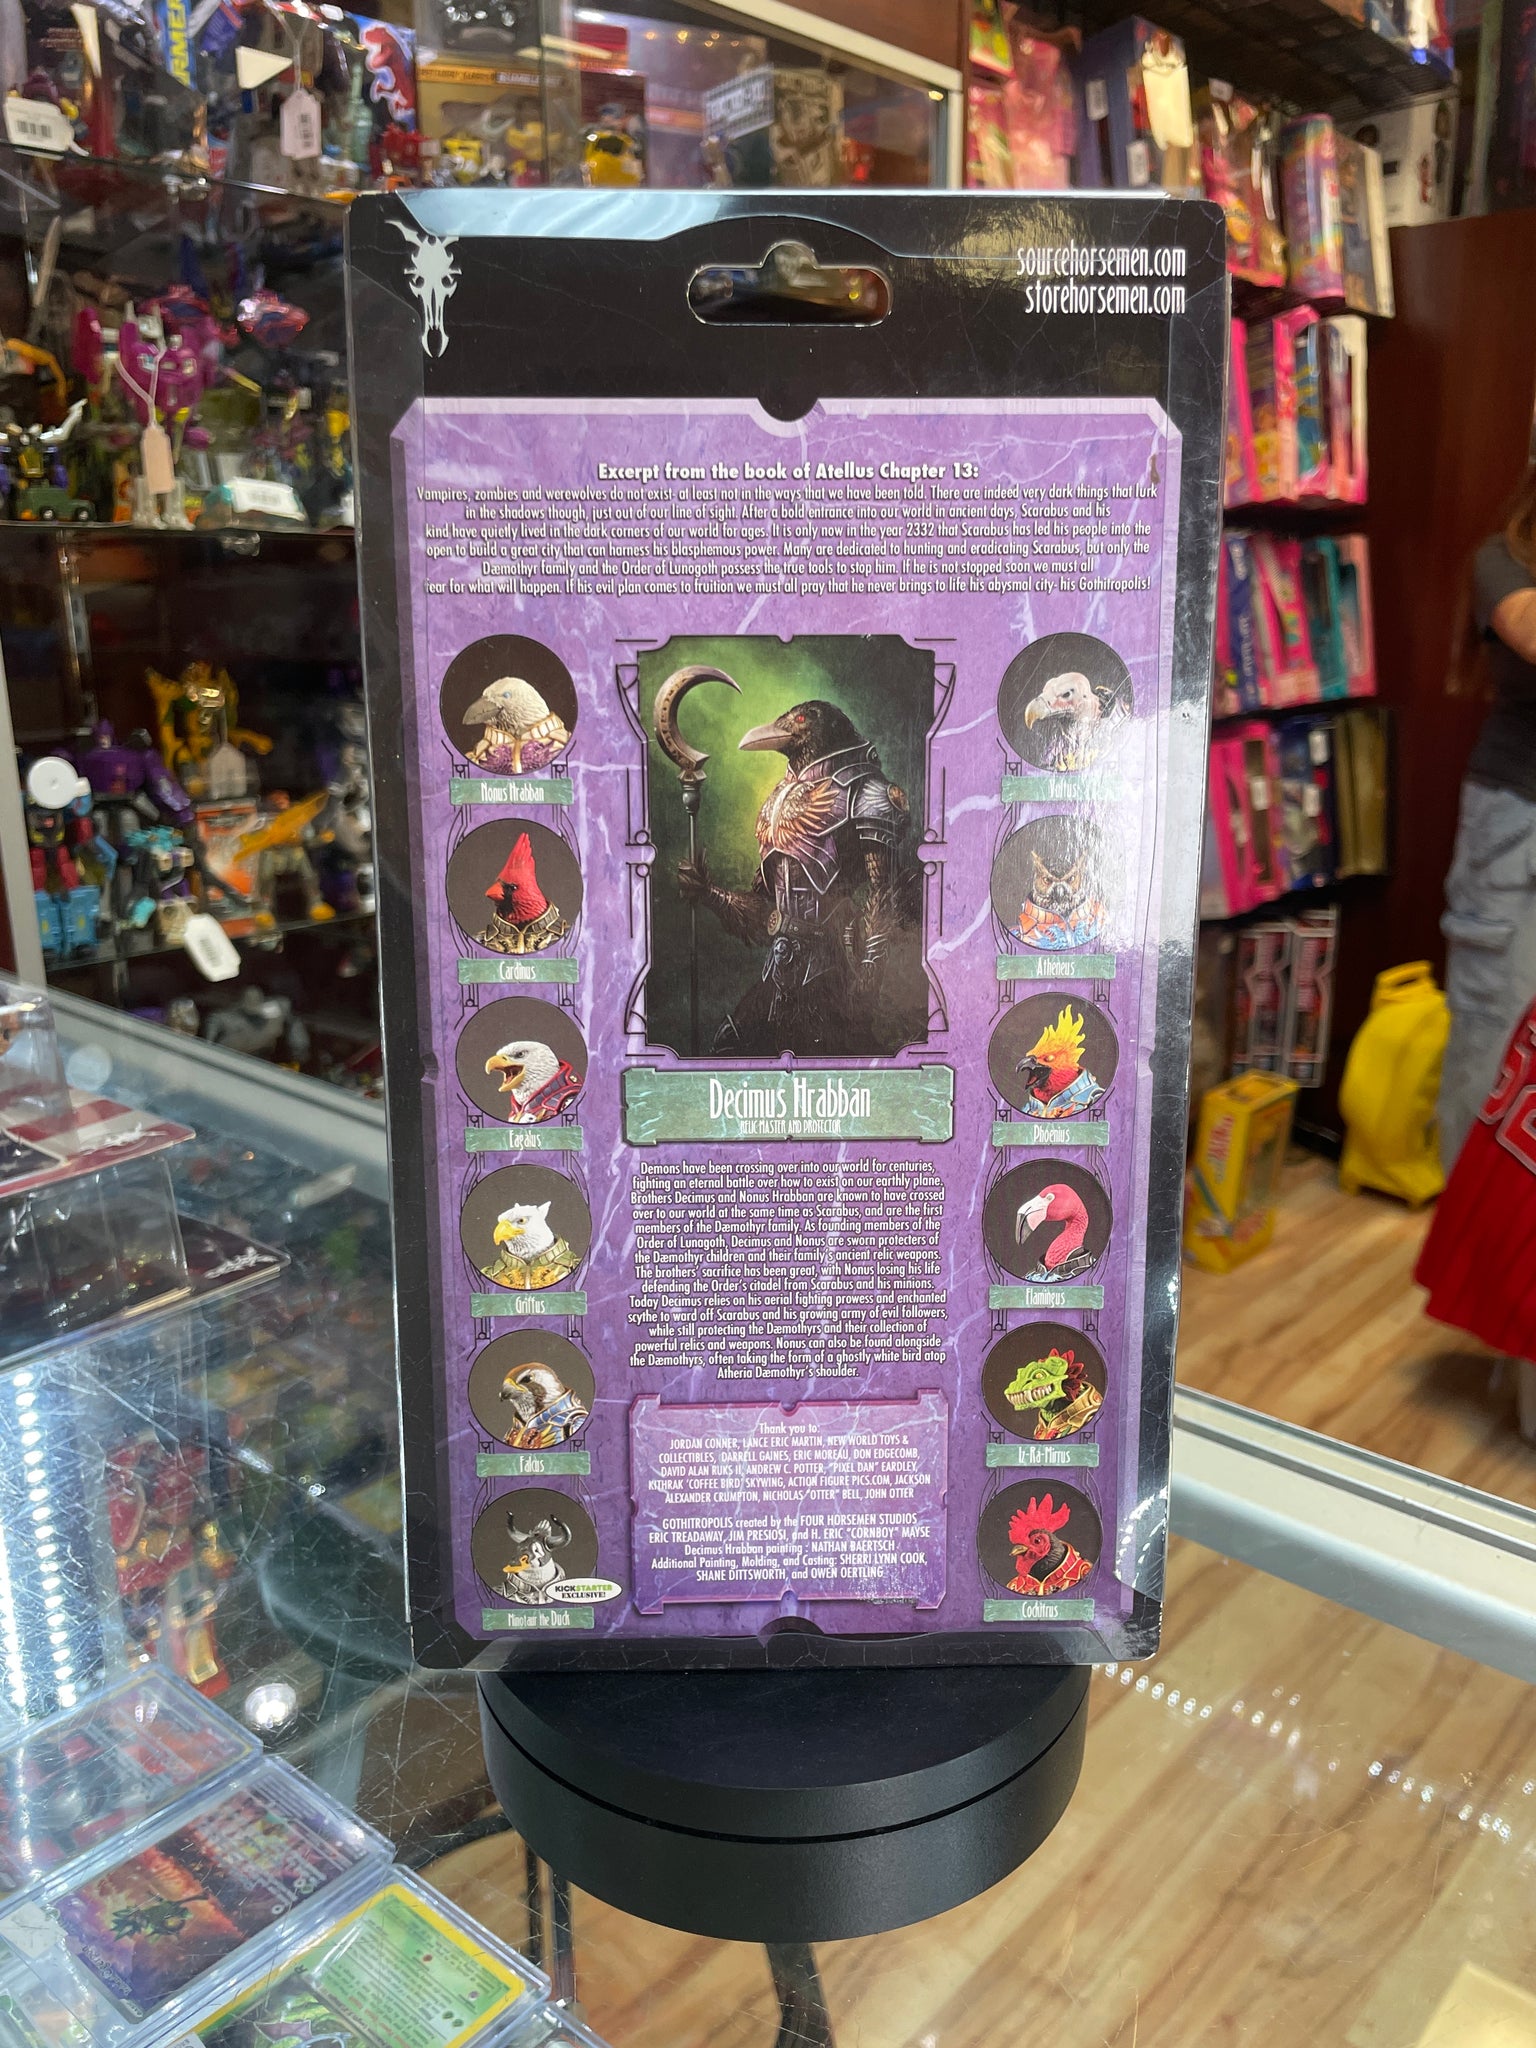 sourcehorsemen.com
storehorsemen.com
Excerpt from the book of Atellus Chapter 13:
Vampires, zombies and werewolves do not exist- at least not in the ways that we have been told. There are indeed very dark things that lurk
in the shadows though, just out of our line of sight. After a bold entrance into our world in ancient days, Scarabus and his
kind have quietly lived in the dark corners of our world for ages. It is only now in the year 2332 that Scarabus has led his people into the
open to build a great city that can harness his blasphemous power. Many are dedicated to hunting and eradicating Scarabus, but only the
Dæmothyr family and the Order of Lunogoth possess the true tools to stop him. If he is not stopped soon we must all
fear for what will happen. If his evil plan comes to fruition we must all pray that he never brings to life his abysmal city- his Gothitropolis!
Nonus Hrabban
Cardinus
Eagalus
Griffus
Falcus
KICKSTARTER
EXCLUSIVE!
Minotaur the Duck
Decimus Hrabban
RELIC-MASTER AND PROTECTOR
Demons have been crossing over into our world for centuries,
fighting an eternal battle over how to exist on our earthly plane.
Brothers Decimus and Nonus Hrabban are known to have crossed
over to our world at the same time as Scarabus, and are the first
members of the Dæmothyr family. As founding members of the
Order of Lunagoth, Decimus and Nonus are sworn protecters of
the Dæmothyr children and their family's ancient relic weapons.
The brothers' sacrifice has been great, with Nonus losing his life
defending the Order's citadel from Scarabus and his minions.
Today Decimus relies on his aerial fighting prowess and enchanted
scythe to ward off Scarabus and his growing army of evil followers,
while still protecting the Dæmothyrs and their collection of
powerful relics and weapons. Nonus can also be found alongside
the Dæmothyrs, often taking the form of a ghostly white bird atop
Atheria Dæmothyr's shoulder.
Thank you to:
JORDAN CONNER, LANCE ERIC MARTIN, NEW WORLD TOYS &
COLLECTIBLES, DARRELL GAINES, ERIC MOREAU, DON EDGECOMB,
DAVID ALAN RUKS II, ANDREW C. POTTER, "PIXEL DAN" EARDLEY,
KITHRAK 'COFFEE BIRD' SKYWING, ACTION FIGURE PICS.COM, JACKSON
ALEXANDER CRUMPTON, NICHOLAS "OTTER" BELL, JOHN OTTER
GOTHITROPOLIS created by the FOUR HORSEMEN STUDIOS
ERIC TREADAWAY, JIM PRESIOSI, and H. ERIC "CORNBOY" MAYSE
Decimus Hrabban painting : NATHAN BAERTSCH
Additional Painting, Molding, and Casting: SHERRI LYNN COOK,
SHANE DITTSWORTH, and OWEN OERTLING
Vultus
Atheneus
Phoenius
Flamingus
Iz-Ra-Mirrus
Cockitrus